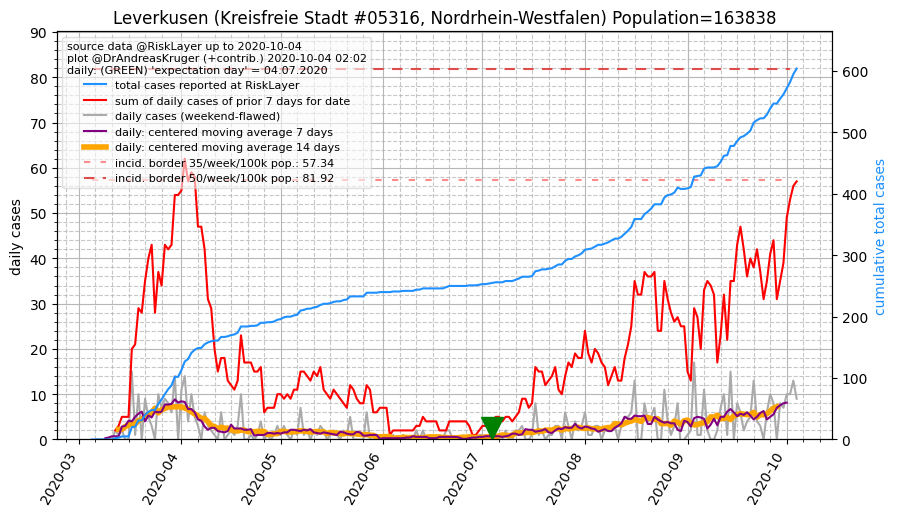 Leverkusen (Kreisfreie Stadt #05316, Nordrhein-Westfalen) Population=163838
source data @RiskLayer up to 2020-10-04
plot @DrAndreasKruger (+contrib.) 2020-10-04 02:02
daily: (GREEN) 'expectation day' = 04.07.2020
total cases reported at RiskLayer
sum of daily cases of prior 7 days for date
daily cases (weekend-flawed)
daily: centered moving average 7 days
daily: centered moving average 14 days
incid. border 35/week/100k pop.: 57.34
incid. border 50/week/100k pop.: 81.92
daily cases
90
80
70
60
50
40
30
20
10
0
cumulative total cases
600
500
400
300
200
100
0
2020-03
2020-04
2020-05
2020-06
2020-07
2020-08
2020-09
2020-10